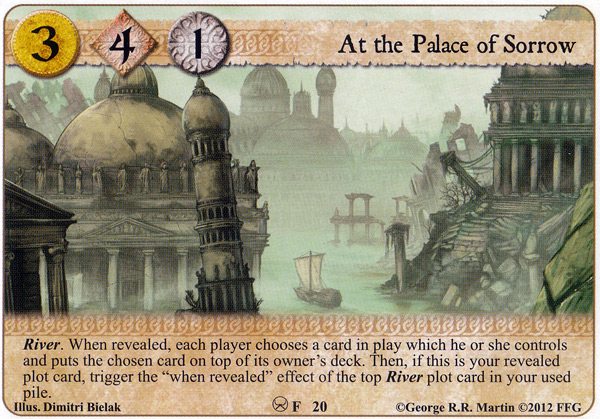 3 4 1 At the Palace of Sorrow
River. When revealed, each player chooses a card in play which he or she controls
and puts the chosen card on top of its owner's deck. Then, if this is your revealed
plot card, trigger the “when revealed” effect of the top River plot card in your used
pile.
Illus. Dimitri Bielak F 20 ©George R.R. Martin ©2012 FFG